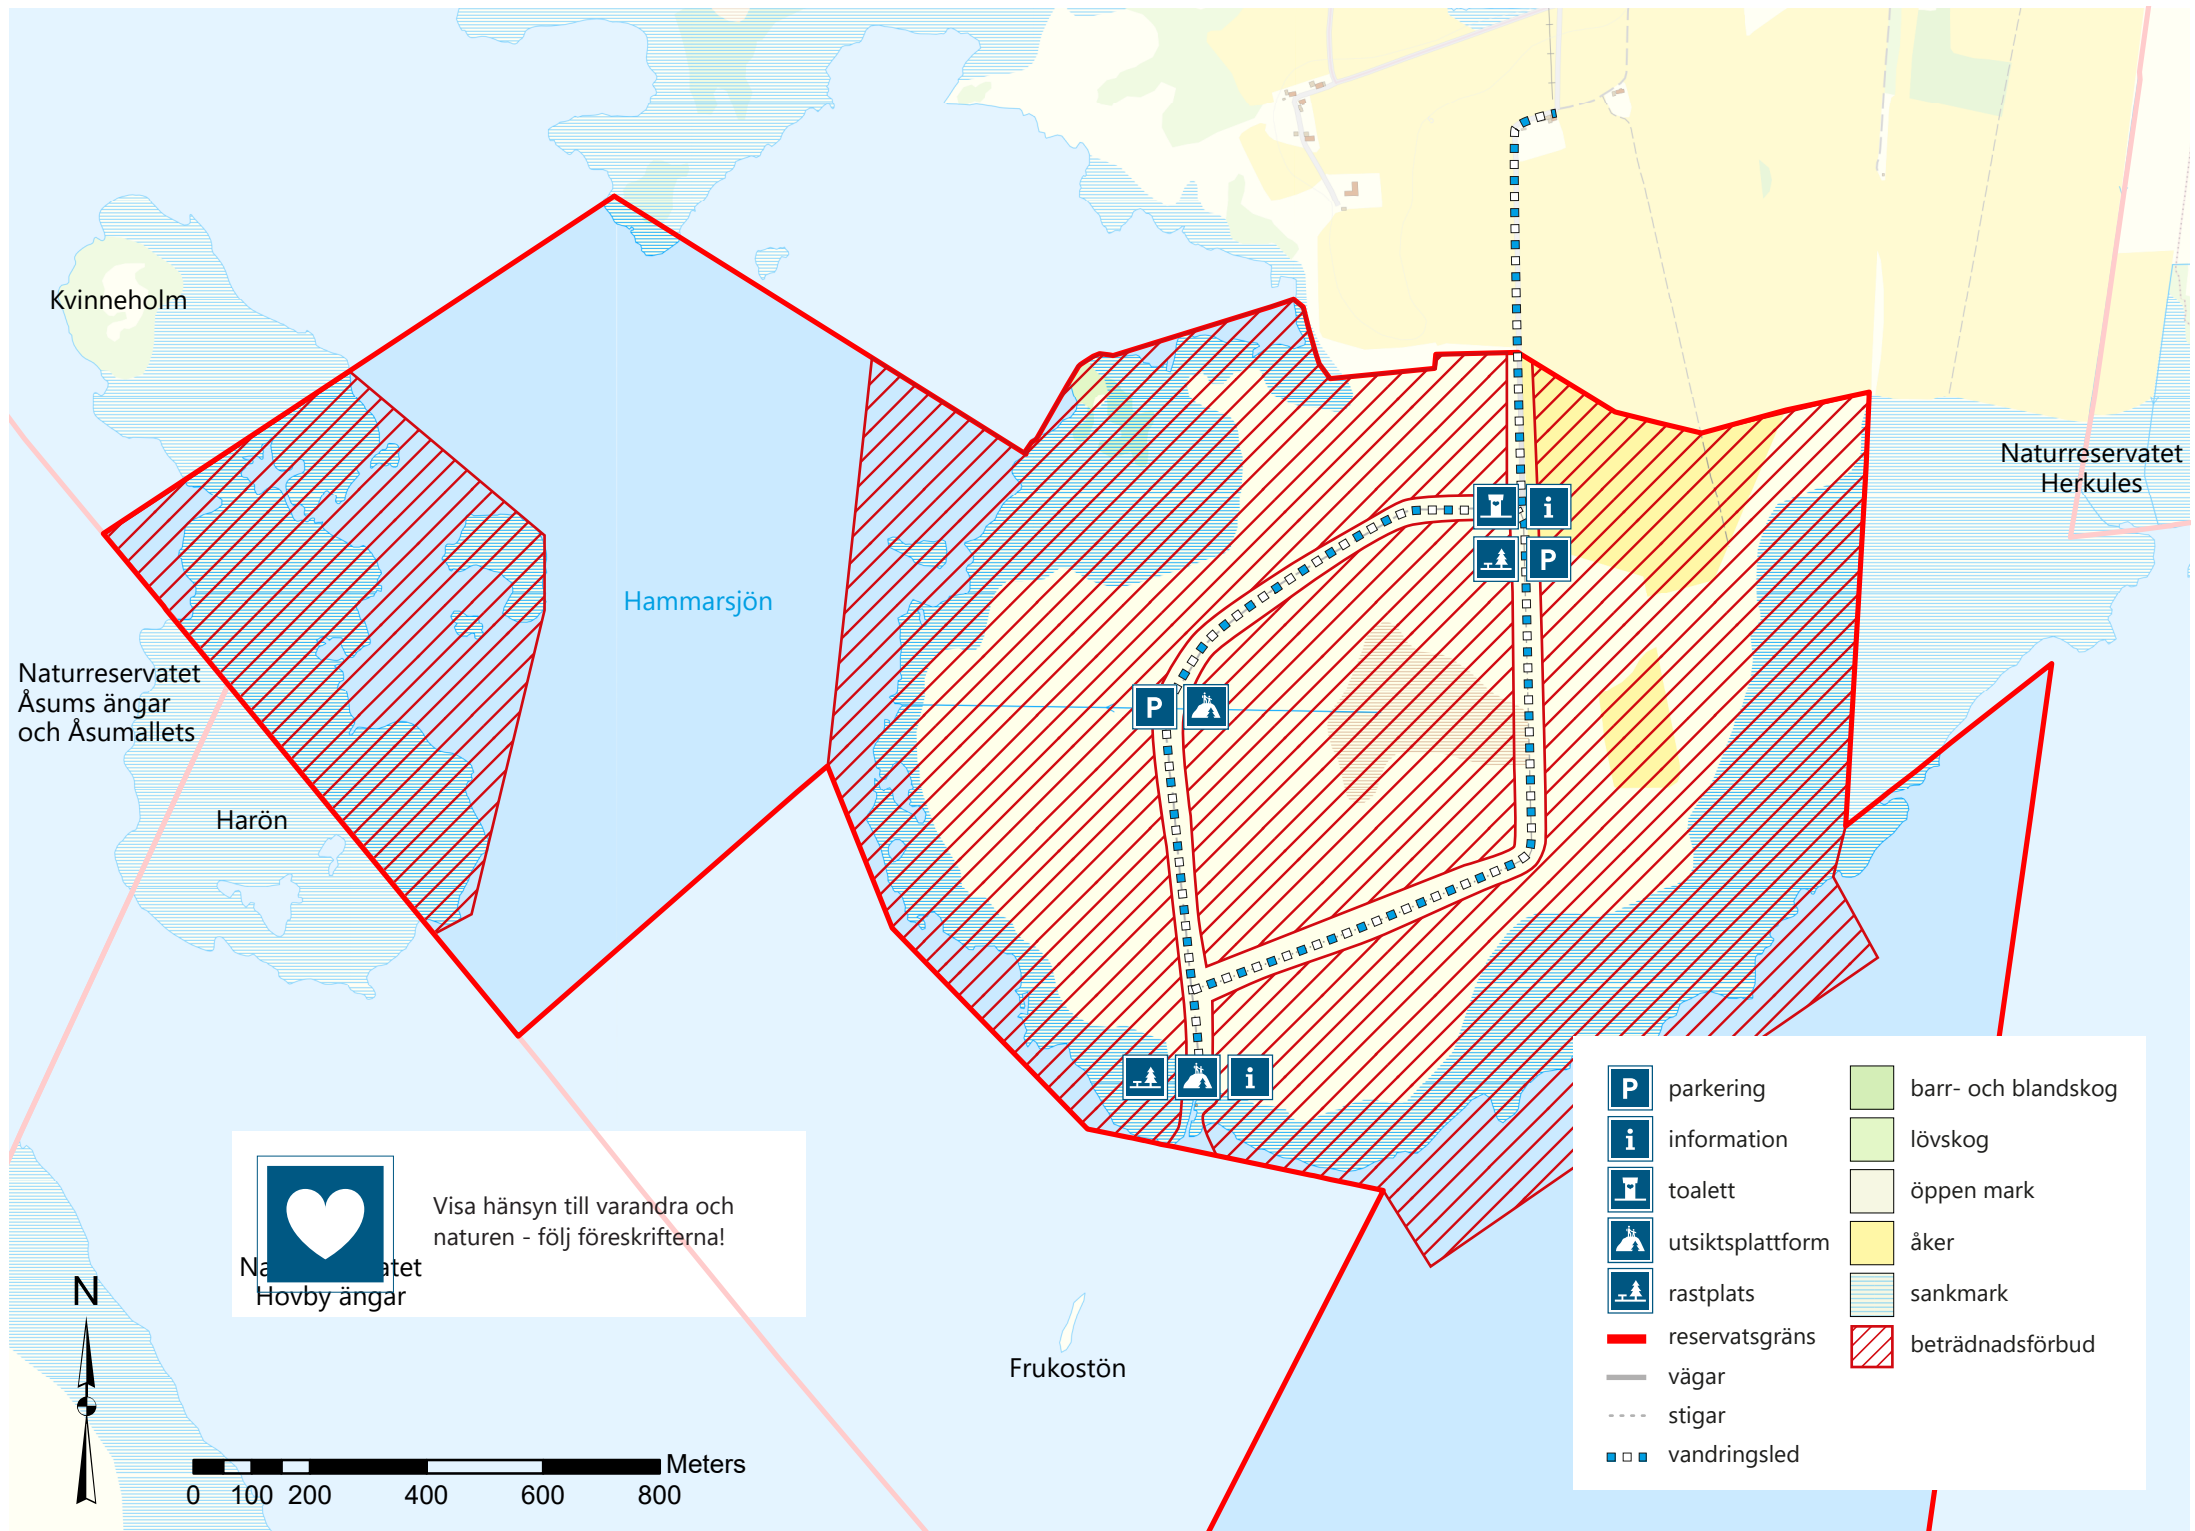 Kvinneholm
Naturreservatet
Herkules
Hammarsjön
Naturreservatet
Åsums ängar
och Åsumallets
Harön
P
i
P
P
i
Visa hänsyn till varandra och
naturen - följ föreskrifterna!
Na atet
Hovby ängar
N
Frukostön
Meters
0 100 200 400 600 800
P parkering
i information
toalett
utsiktsplattform
rastplats
reservatsgräns
vägar
stigar
vandringsled
barr- och blandskog
lövskog
öppen mark
åker
sankmark
beträdnadsförbud